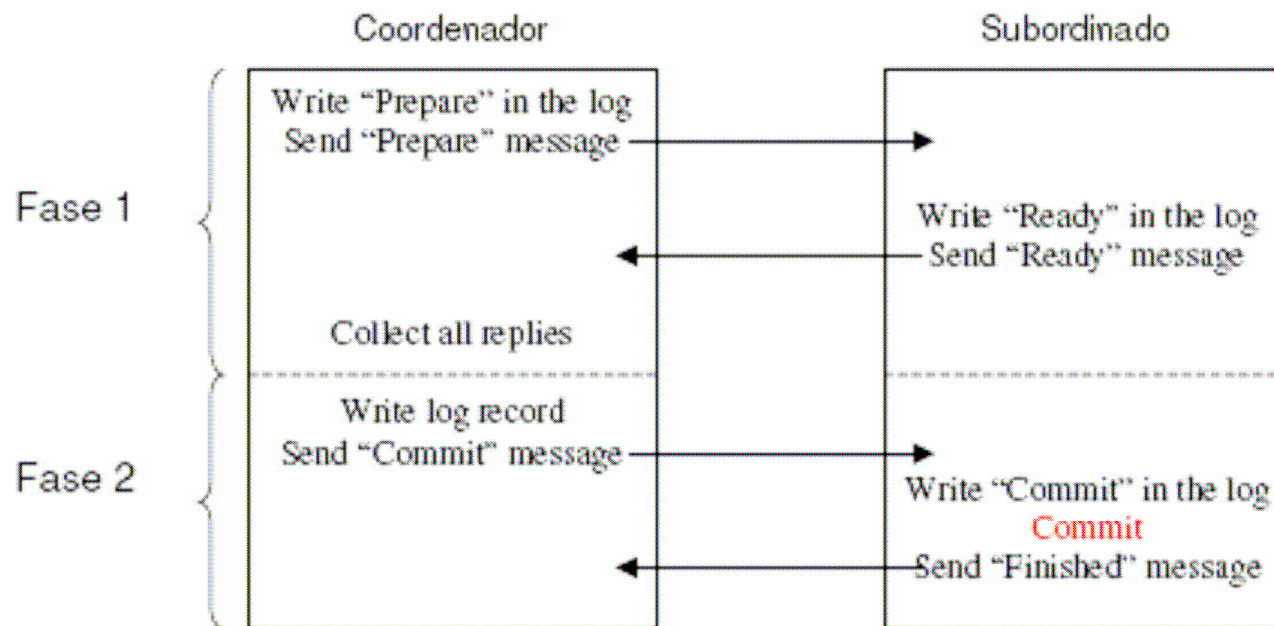 Coordenador
Subordinado
Fase 1
Write “Prepare” in the log
Send “Prepare” message
Write “Ready” in the log
Send “Ready” message
Collect all replies
Fase 2
Write log record
Send “Commit” message
Write “Commit” in the log
Commit
Send “Finished” message